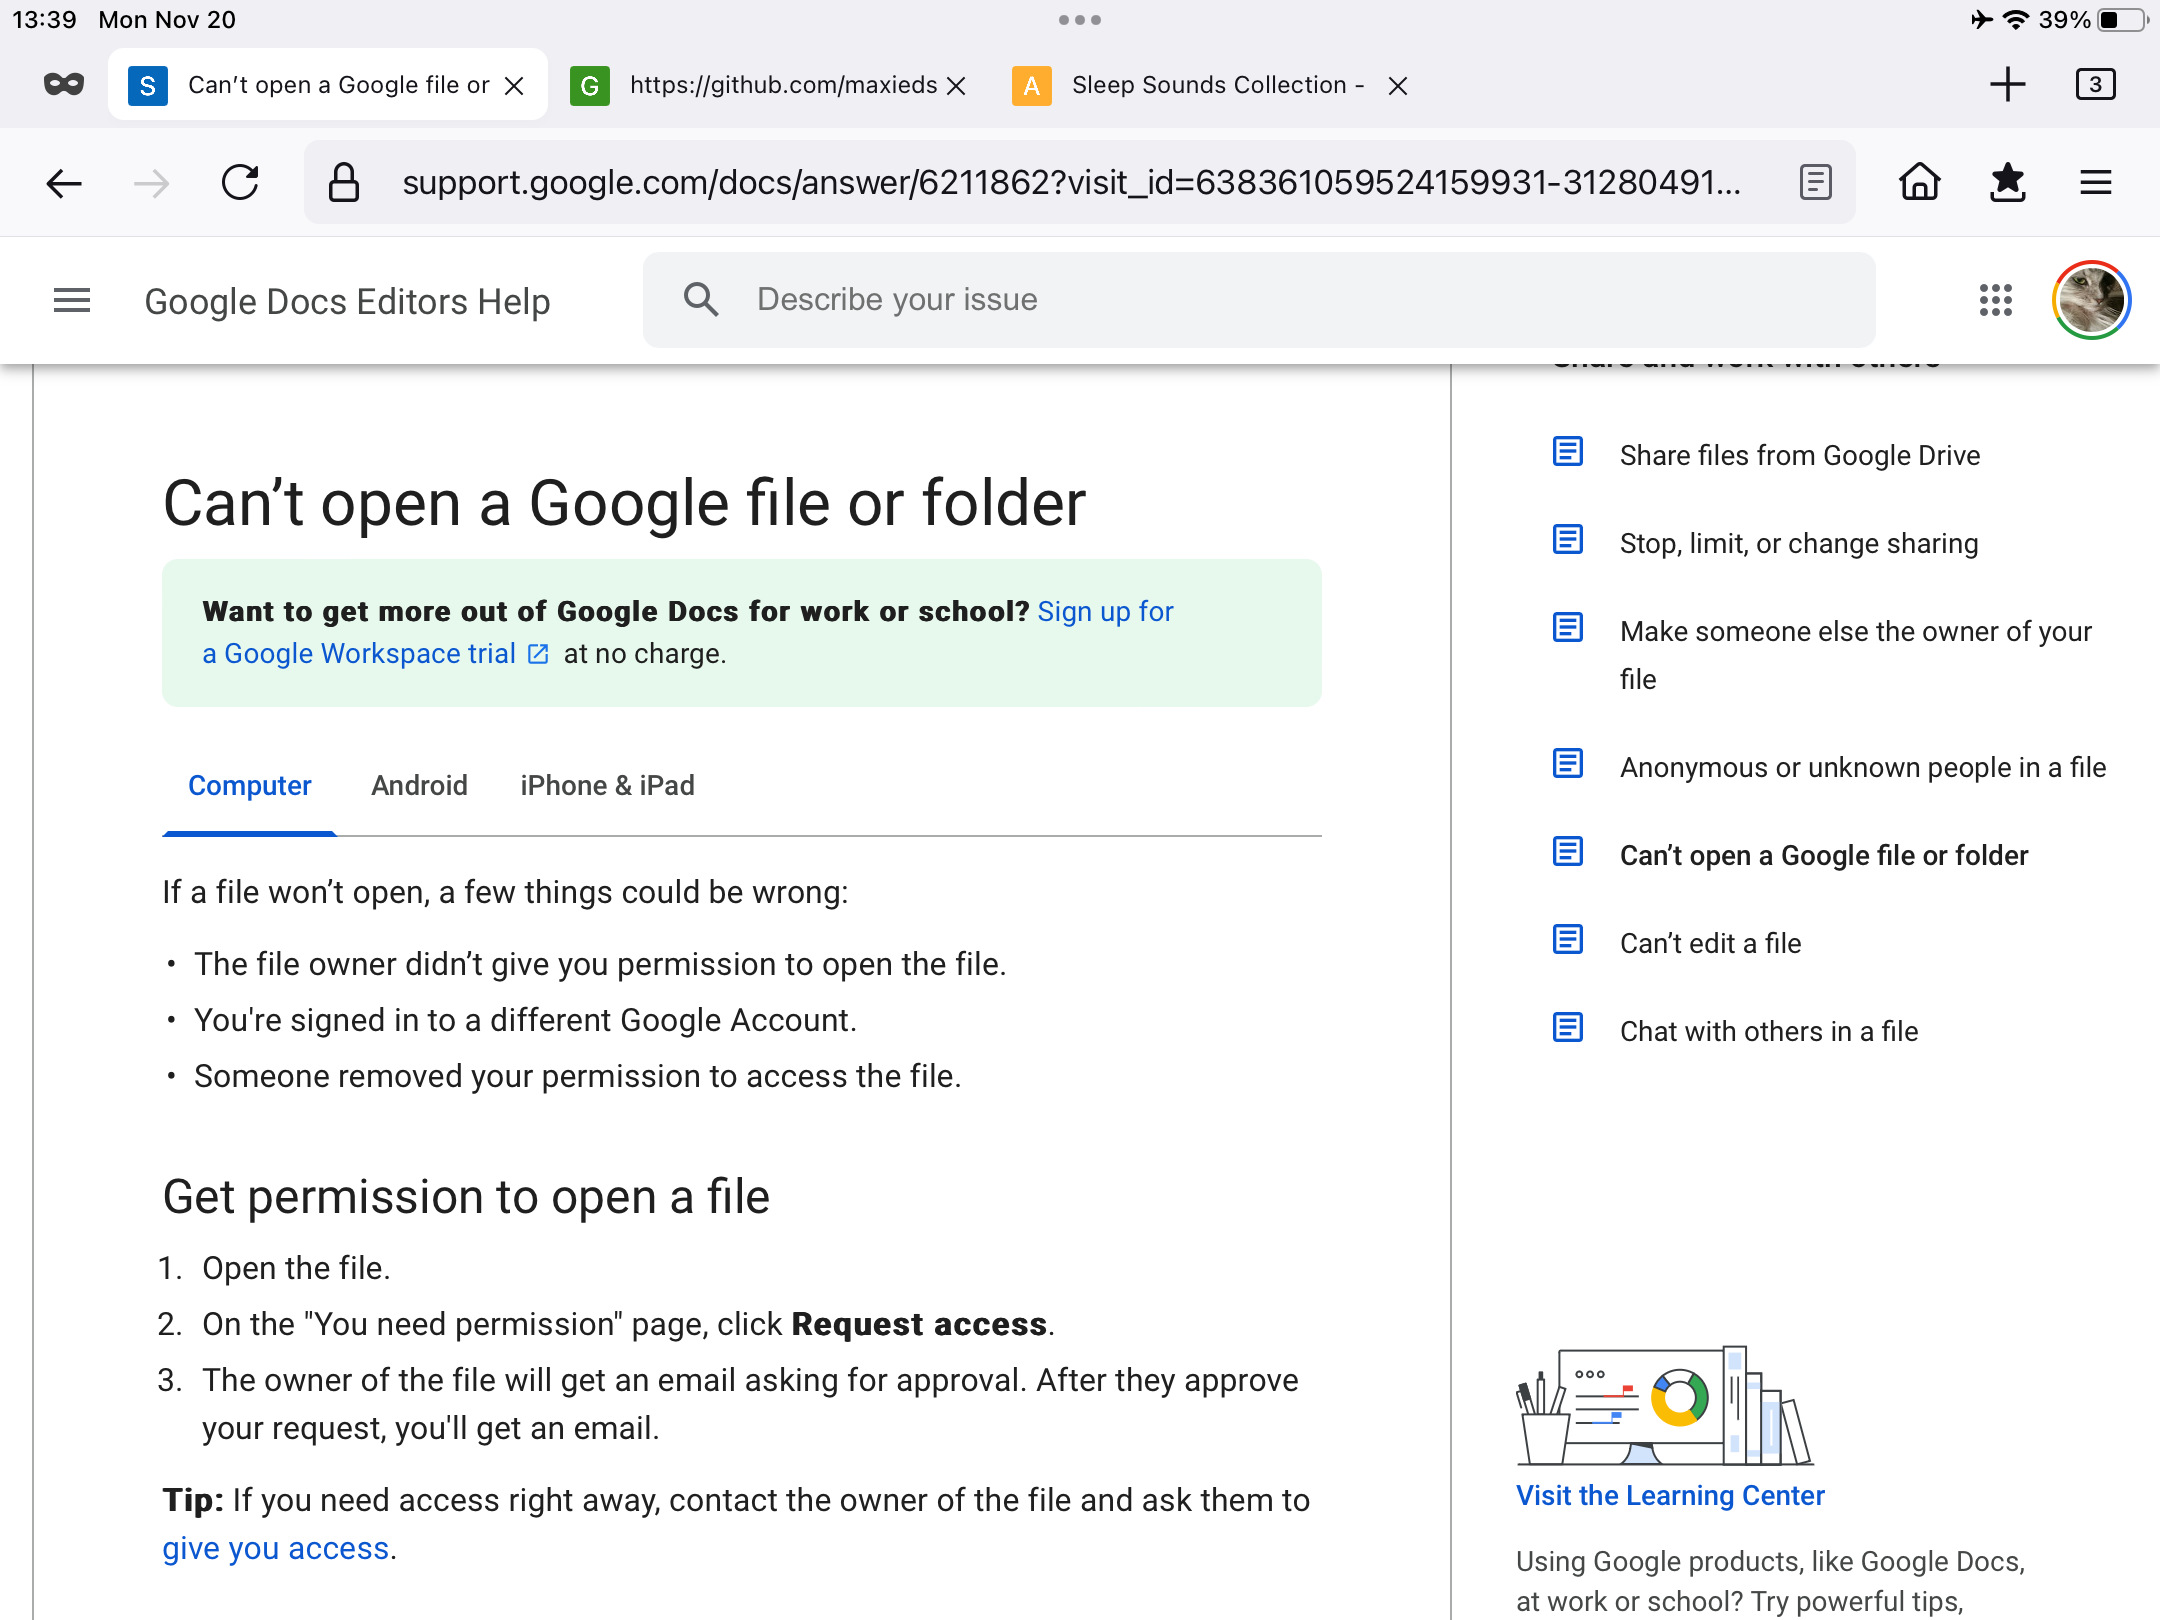 13:39 Mon Nov 20
39%
S Can't open a Google file or
G https://github.com/maxieds
A Sleep Sounds Collection -
3
support.google.com/docs/answer/6211862?visit_id=638361059524159931-31280491...
Google Docs Editors Help
Describe your issue
Can't open a Google file or folder
Want to get more out of Google Docs for work or school? Sign up for
a Google Workspace trial at no charge.
Computer Android iPhone & iPad
If a file won't open, a few things could be wrong:
• The file owner didn't give you permission to open the file.
• You're signed in to a different Google Account.
• Someone removed your permission to access the file.
Get permission to open a file
1. Open the file.
2. On the "You need permission" page, click Request access.
3. The owner of the file will get an email asking for approval. After they approve
your request, you'll get an email.
Tip: If you need access right away, contact the owner of the file and ask them to
give you access.
Share and work with others
Share files from Google Drive
Stop, limit, or change sharing
Make someone else the owner of your
file
Anonymous or unknown people in a file
Can't open a Google file or folder
Can't edit a file
Chat with others in a file
Visit the Learning Center
Using Google products, like Google Docs,
at work or school? Try powerful tips,